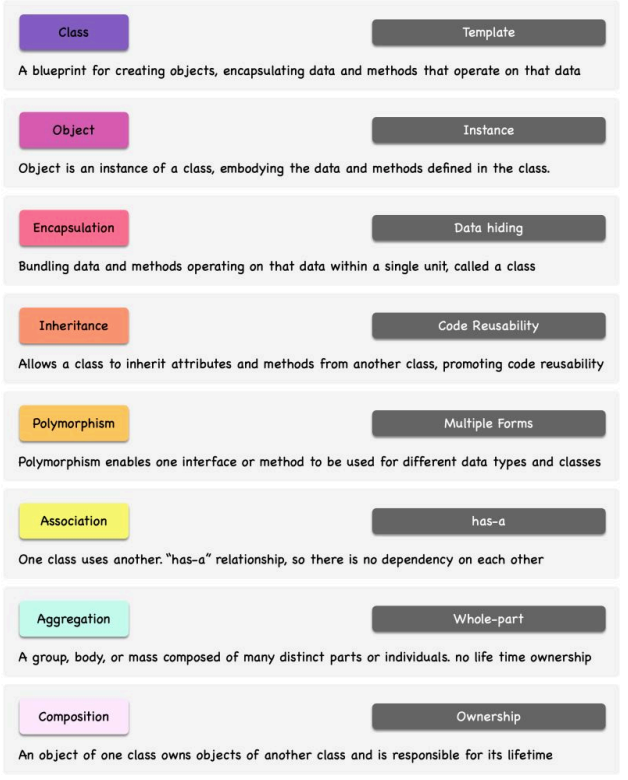 Class
Template
A blueprint for creating objects, encapsulating data and methods that operate on that data
Object
Instance
Object is an instance of a class, embodying the data and methods defined in the class.
Encapsulation
Data hiding
Bundling data and methods operating on that data within a single unit, called a class
Inheritance
Code Reusability
Allows a class to inherit attributes and methods from another class, promoting code reusability
Polymorphism
Multiple Forms
Polymorphism enables one interface or method to be used for different data types and classes
Association
has-a
One class uses another. "has-a" relationship, so there is no dependency on each other
Aggregation
Whole-part
A group, body, or mass composed of many distinct parts or individuals. no life time ownership
Composition
Ownership
An object of one class owns objects of another class and is responsible for its lifetime